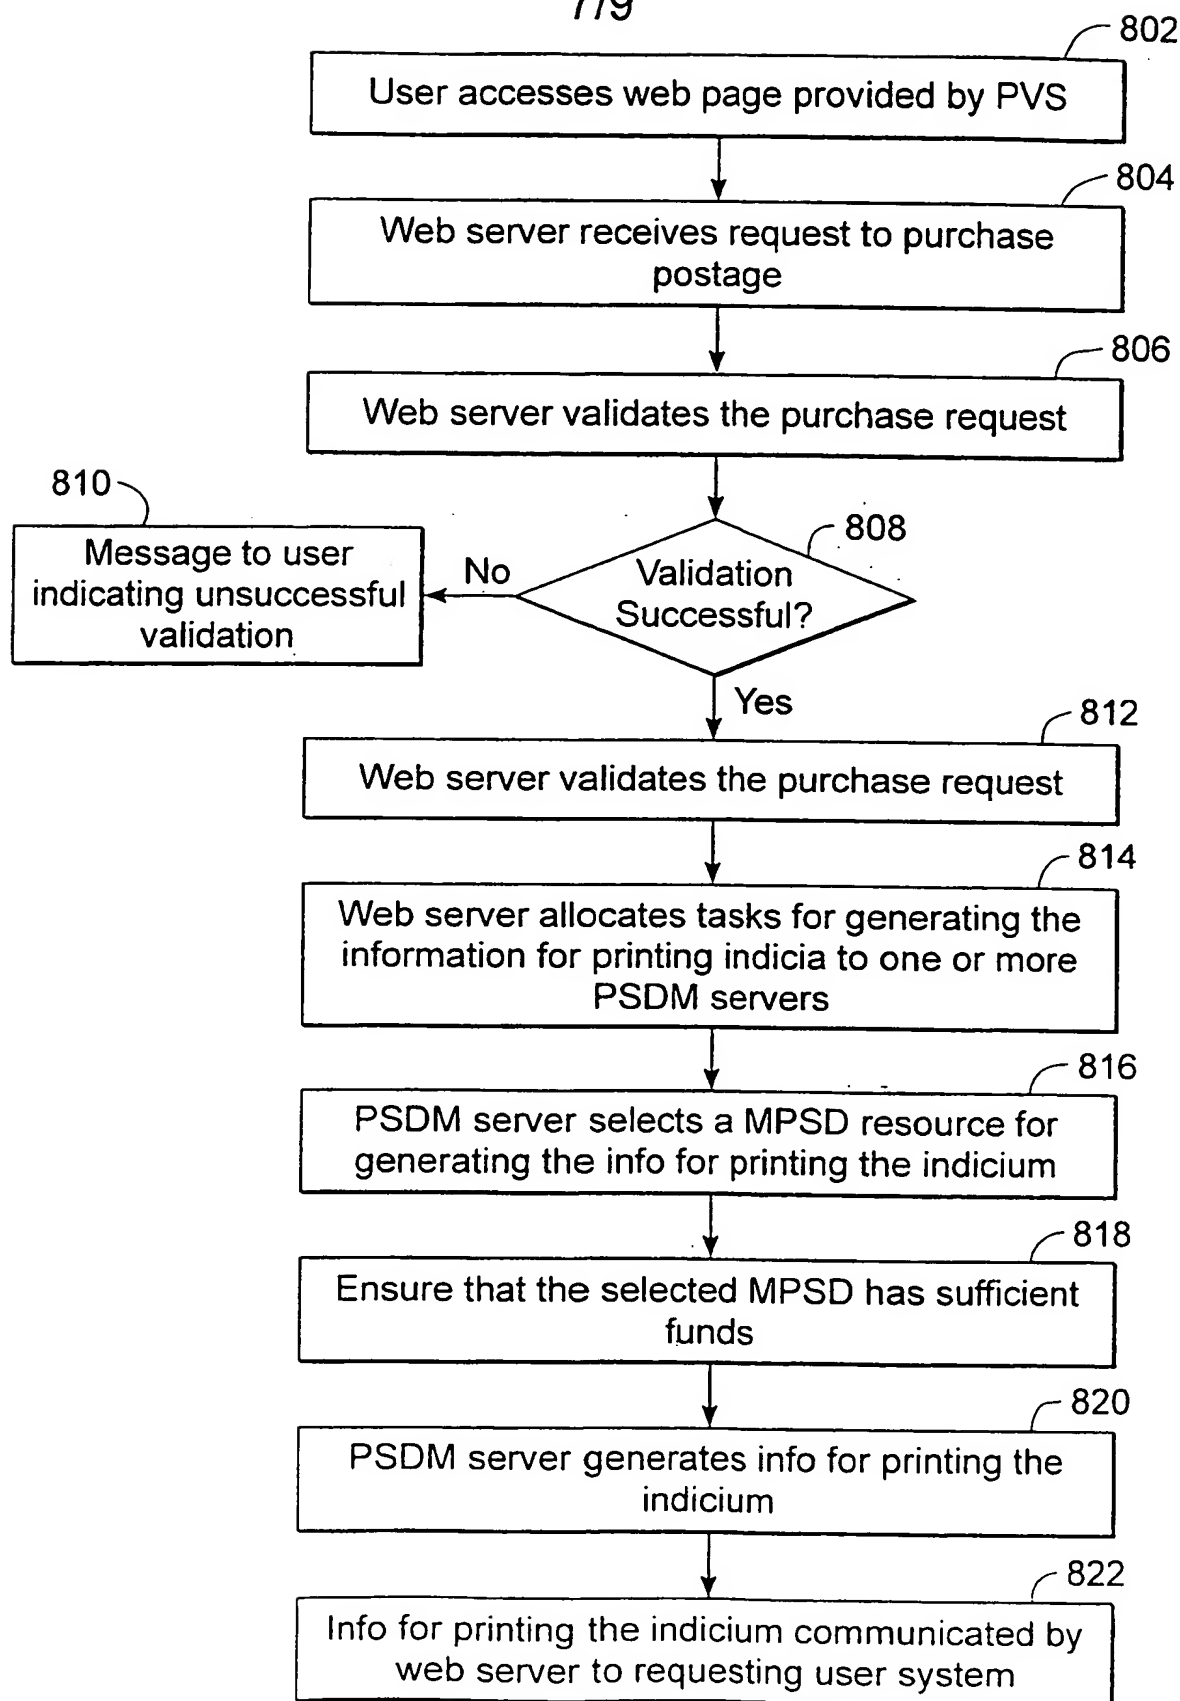 7/9
802
User accesses web page provided by PVS
804
Web server receives request to purchase
postage
806
Web server validates the purchase request
810
808
Message to user
indicating unsuccessful
validation
No
Validation
Successful?
Yes
812
Web server validates the purchase request
814
Web server allocates tasks for generating the
information for printing indicia to one or more
PSDM servers
816
PSDM server selects a MPSD resource for
generating the info for printing the indicium
818
Ensure that the selected MPSD has sufficient
funds
820
PSDM server generates info for printing the
indicium
822
Info for printing the indicium communicated by
web server to requesting user system